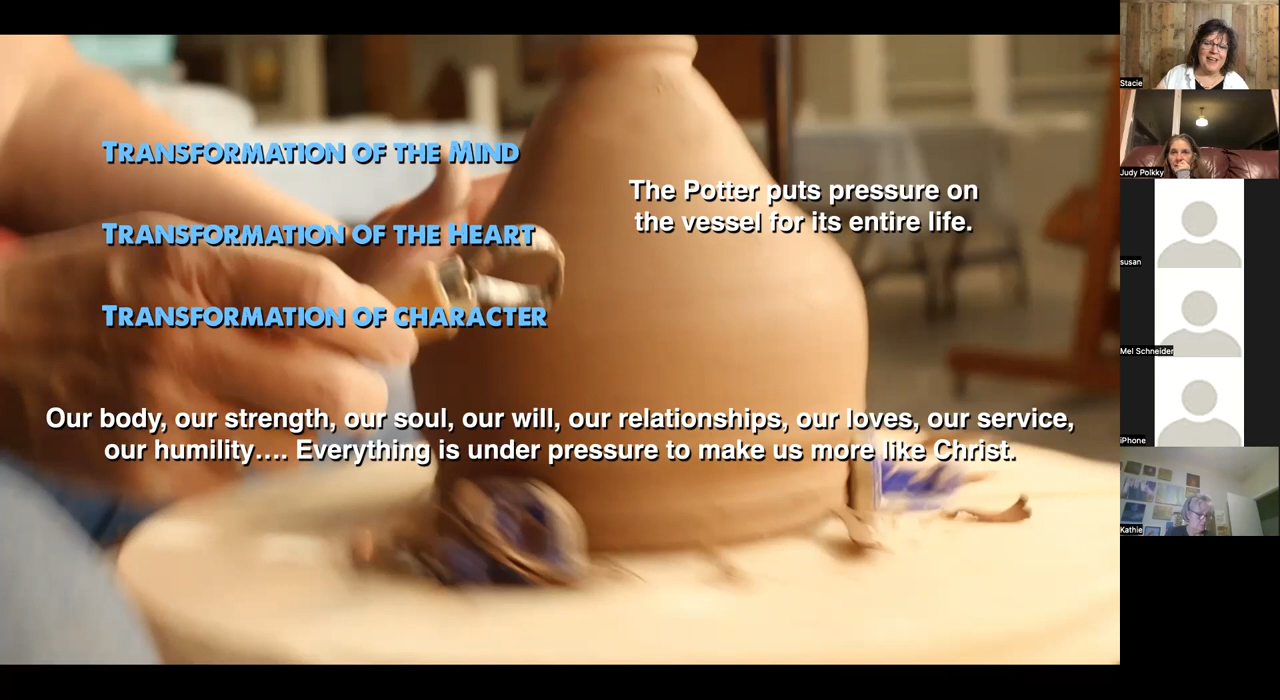 Transformation of the Mind
The Potter puts pressure on
the vessel for its entire life.
Transformation of the Heart
Transformation of character
Our body, our strength, our soul, our will, our relationships, our loves, our service,
our humility.... Everything is under pressure to make us more like Christ.
Stacie
Judy Polkky
susan
Mel Schneider
iPhone
Kathie